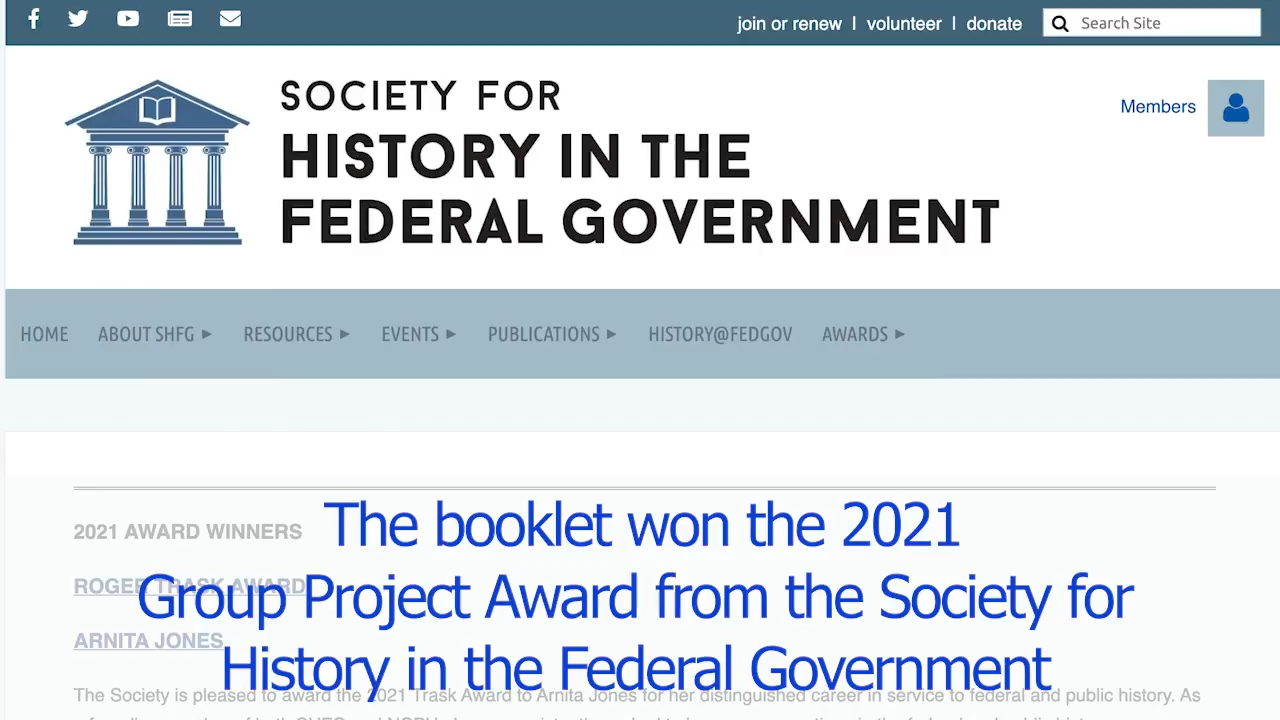 join or renew | volunteer | donate
Search Site
SOCIETY FOR
HISTORY IN THE
FEDERAL GOVERNMENT
Members
HOME ABOUT SHFG ► RESOURCES ► EVENTS ► PUBLICATIONS ► HISTORY@FEDGOV AWARDS ►
The booklet won the 2021
2021 AWARD WINNERS
Group Project Award from the Society for
ROGER TRASK AWARD
History in the Federal Government
ARNITA JONES
The Society is pleased to award the 2021 Trask Award to Arnita Jones for her distinguished career in service to federal and public history. As